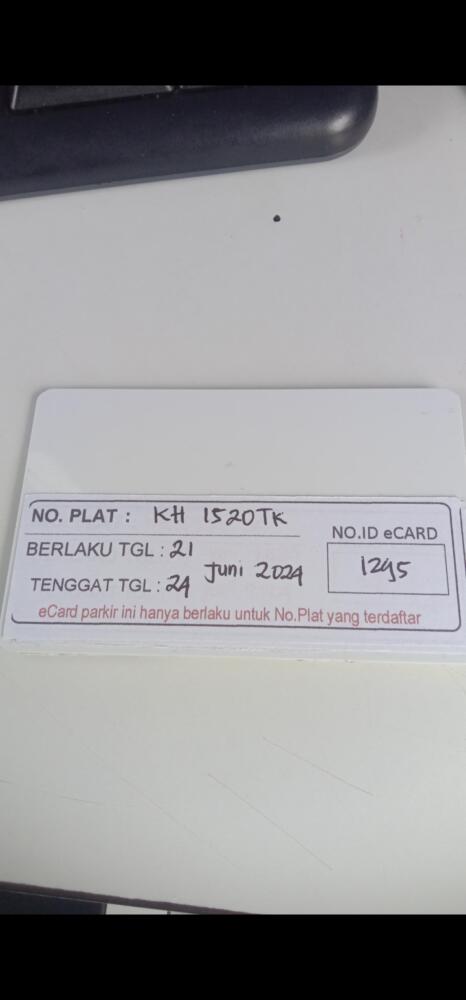 NO. PLAT : KH 1520TK
NO.ID eCARD
BERLAKU TGL : 21
Juni 2024
1295
TENGGAT TGL : 24
eCard parkir ini hanya berlaku untuk No.Plat yang terdaftar